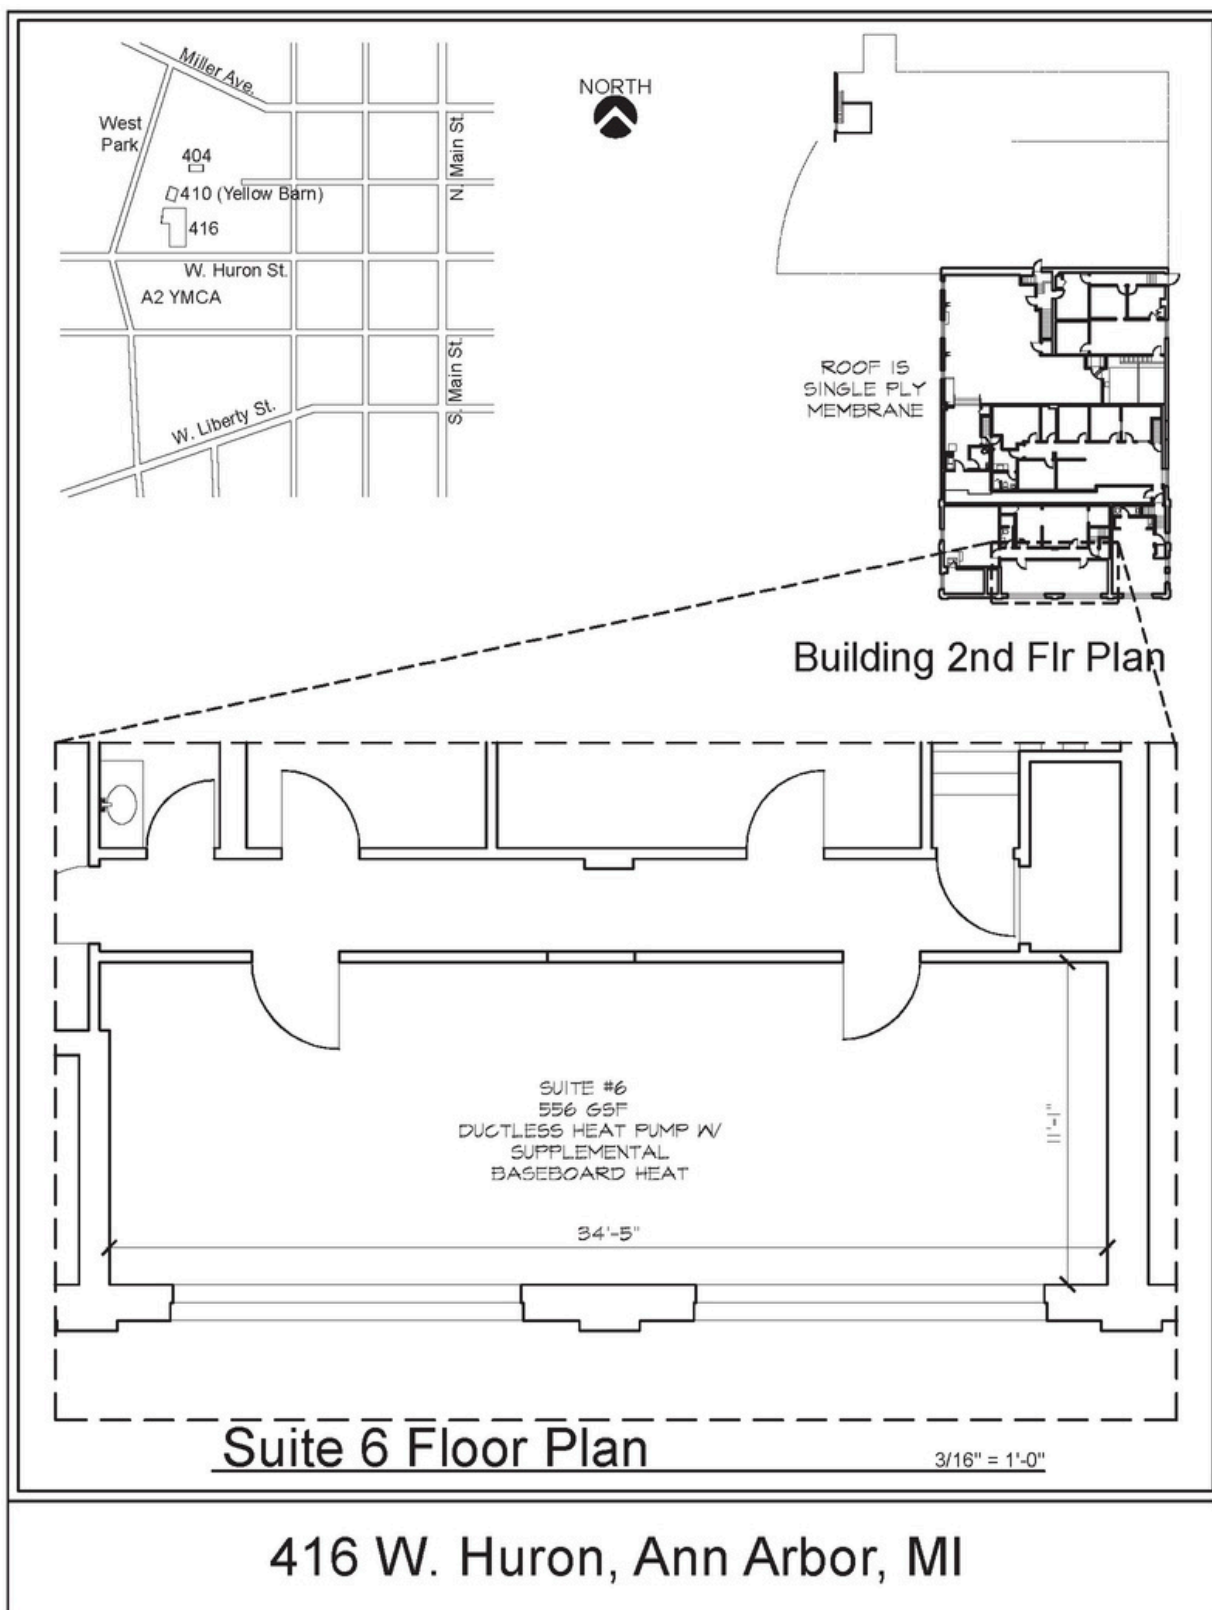 Miller Ave.
NORTH
West
Park
N. Main St.
404
410 (Yellow Barn)
416
W. Huron St.
A2 YMCA
S. Main St.
W. Liberty St.
ROOF IS
SINGLE PLY
MEMBRANE
Building 2nd Flr Plan
SUITE #6
556 GSF
DUCTLESS HEAT PUMP W/
SUPPLEMENTAL
BASEBOARD HEAT
11'-1"
34'-5"
Suite 6 Floor Plan
3/16" = 1'-0"
416 W. Huron, Ann Arbor, MI